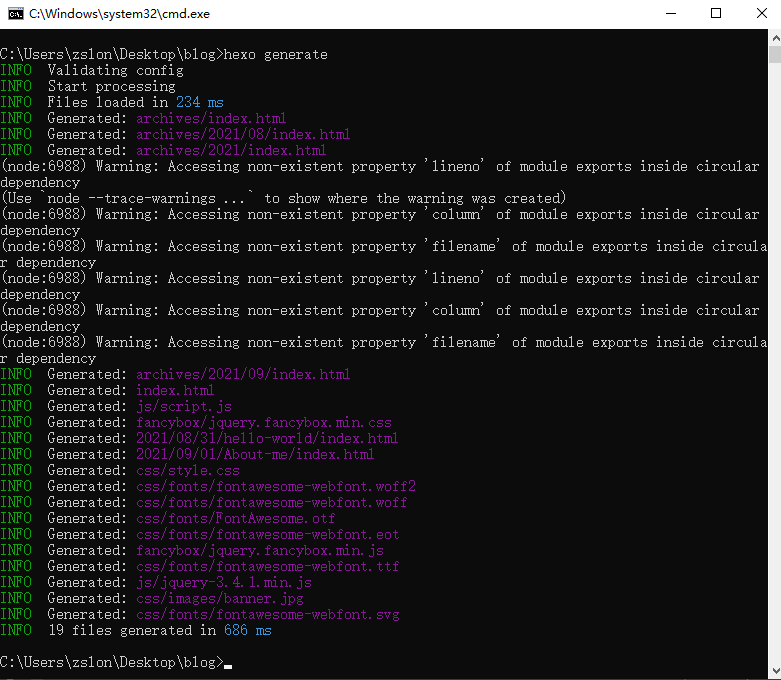 C:\Windows\system32\cmd.exe
C:\Users\zslon\Desktop\blog>hexo generate
INFO  Validating config
INFO  Start processing
INFO  Files loaded in 234 ms
INFO  Generated: archives/index.html
INFO  Generated: archives/2021/08/index.html
INFO  Generated: archives/2021/index.html
(node:6988) Warning: Accessing non-existent property 'lineno' of module exports inside circular
dependency
(Use `node --trace-warnings ...` to show where the warning was created)
(node:6988) Warning: Accessing non-existent property 'column' of module exports inside circular
dependency
(node:6988) Warning: Accessing non-existent property 'filename' of module exports inside circula
r dependency
(node:6988) Warning: Accessing non-existent property 'lineno' of module exports inside circular
dependency
(node:6988) Warning: Accessing non-existent property 'column' of module exports inside circular
dependency
(node:6988) Warning: Accessing non-existent property 'filename' of module exports inside circula
r dependency
INFO  Generated: archives/2021/09/index.html
INFO  Generated: index.html
INFO  Generated: js/script.js
INFO  Generated: fancybox/jquery.fancybox.min.css
INFO  Generated: 2021/08/31/hello-world/index.html
INFO  Generated: 2021/09/01/About-me/index.html
INFO  Generated: css/style.css
INFO  Generated: css/fonts/fontawesome-webfont.woff2
INFO  Generated: css/fonts/fontawesome-webfont.woff
INFO  Generated: css/fonts/FontAwesome.otf
INFO  Generated: css/fonts/fontawesome-webfont.eot
INFO  Generated: fancybox/jquery.fancybox.min.js
INFO  Generated: css/fonts/fontawesome-webfont.ttf
INFO  Generated: js/jquery-3.4.1.min.js
INFO  Generated: css/images/banner.jpg
INFO  Generated: css/fonts/fontawesome-webfont.svg
INFO  19 files generated in 686 ms
C:\Users\zslon\Desktop\blog>